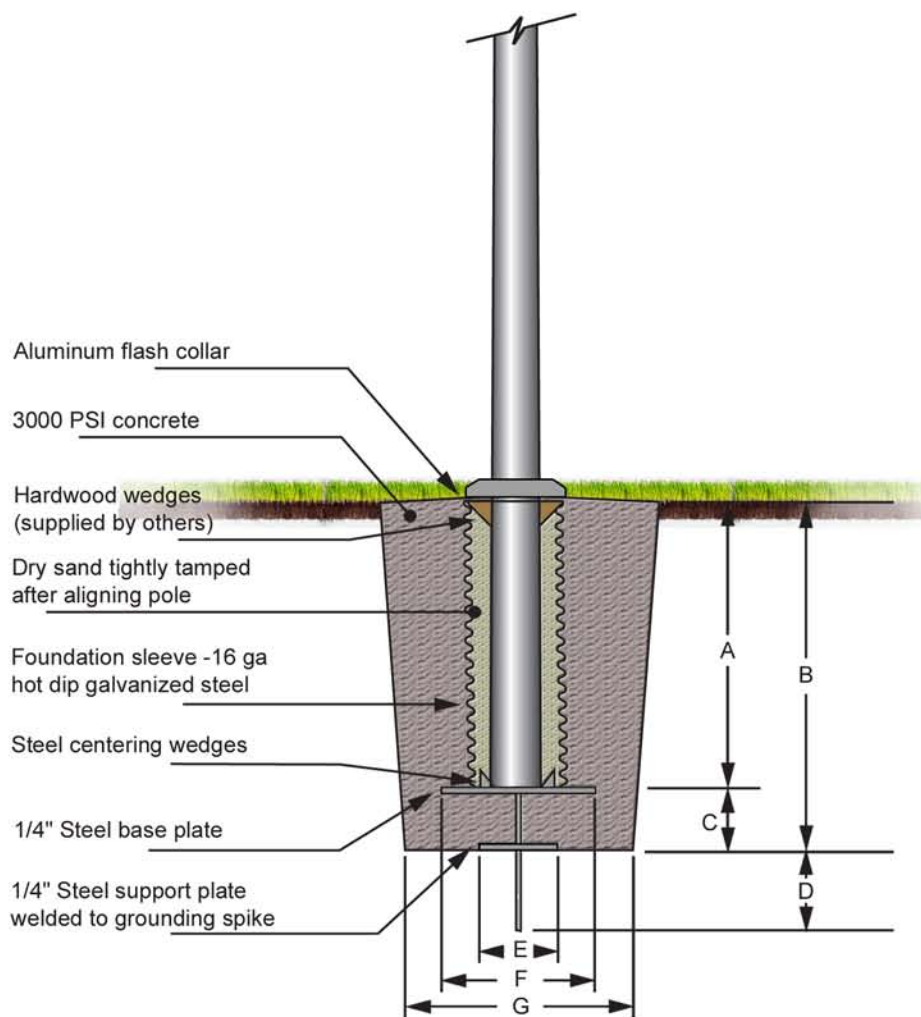 Aluminum flash collar
3000 PSI concrete
Hardwood wedges
(supplied by others)
Dry sand tightly tamped
after aligning pole
Foundation sleeve -16 ga
hot dip galvanized steel
Steel centering wedges
1/4" Steel base plate
1/4" Steel support plate
welded to grounding spike
A
B
C
D
E
F
G